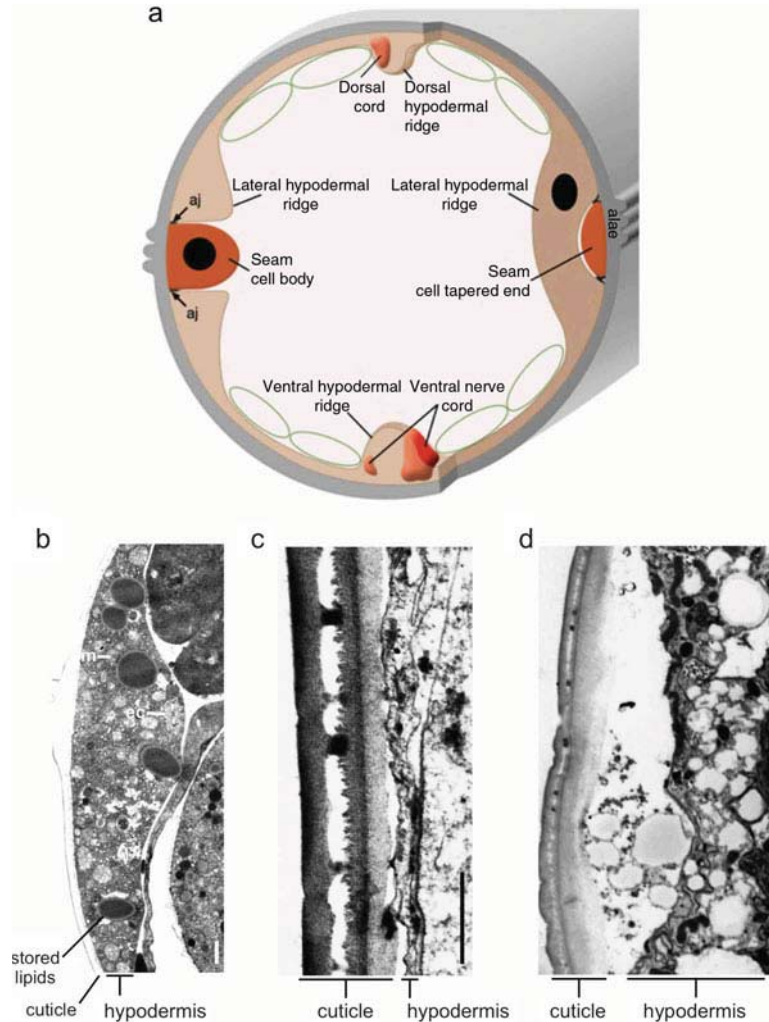 a
Dorsal
cord
Dorsal
hypodermal
ridge
Lateral hypodermal
ridge
Lateral hypodermal
ridge
aj
alae
Seam
cell body
Seam
cell tapered end
aj
Ventral hypodermal
ridge
Ventral nerve
cord
b
c
d
m
stored
lipids
cuticle
hypodermis
cuticle
hypodermis
cuticle
hypodermis